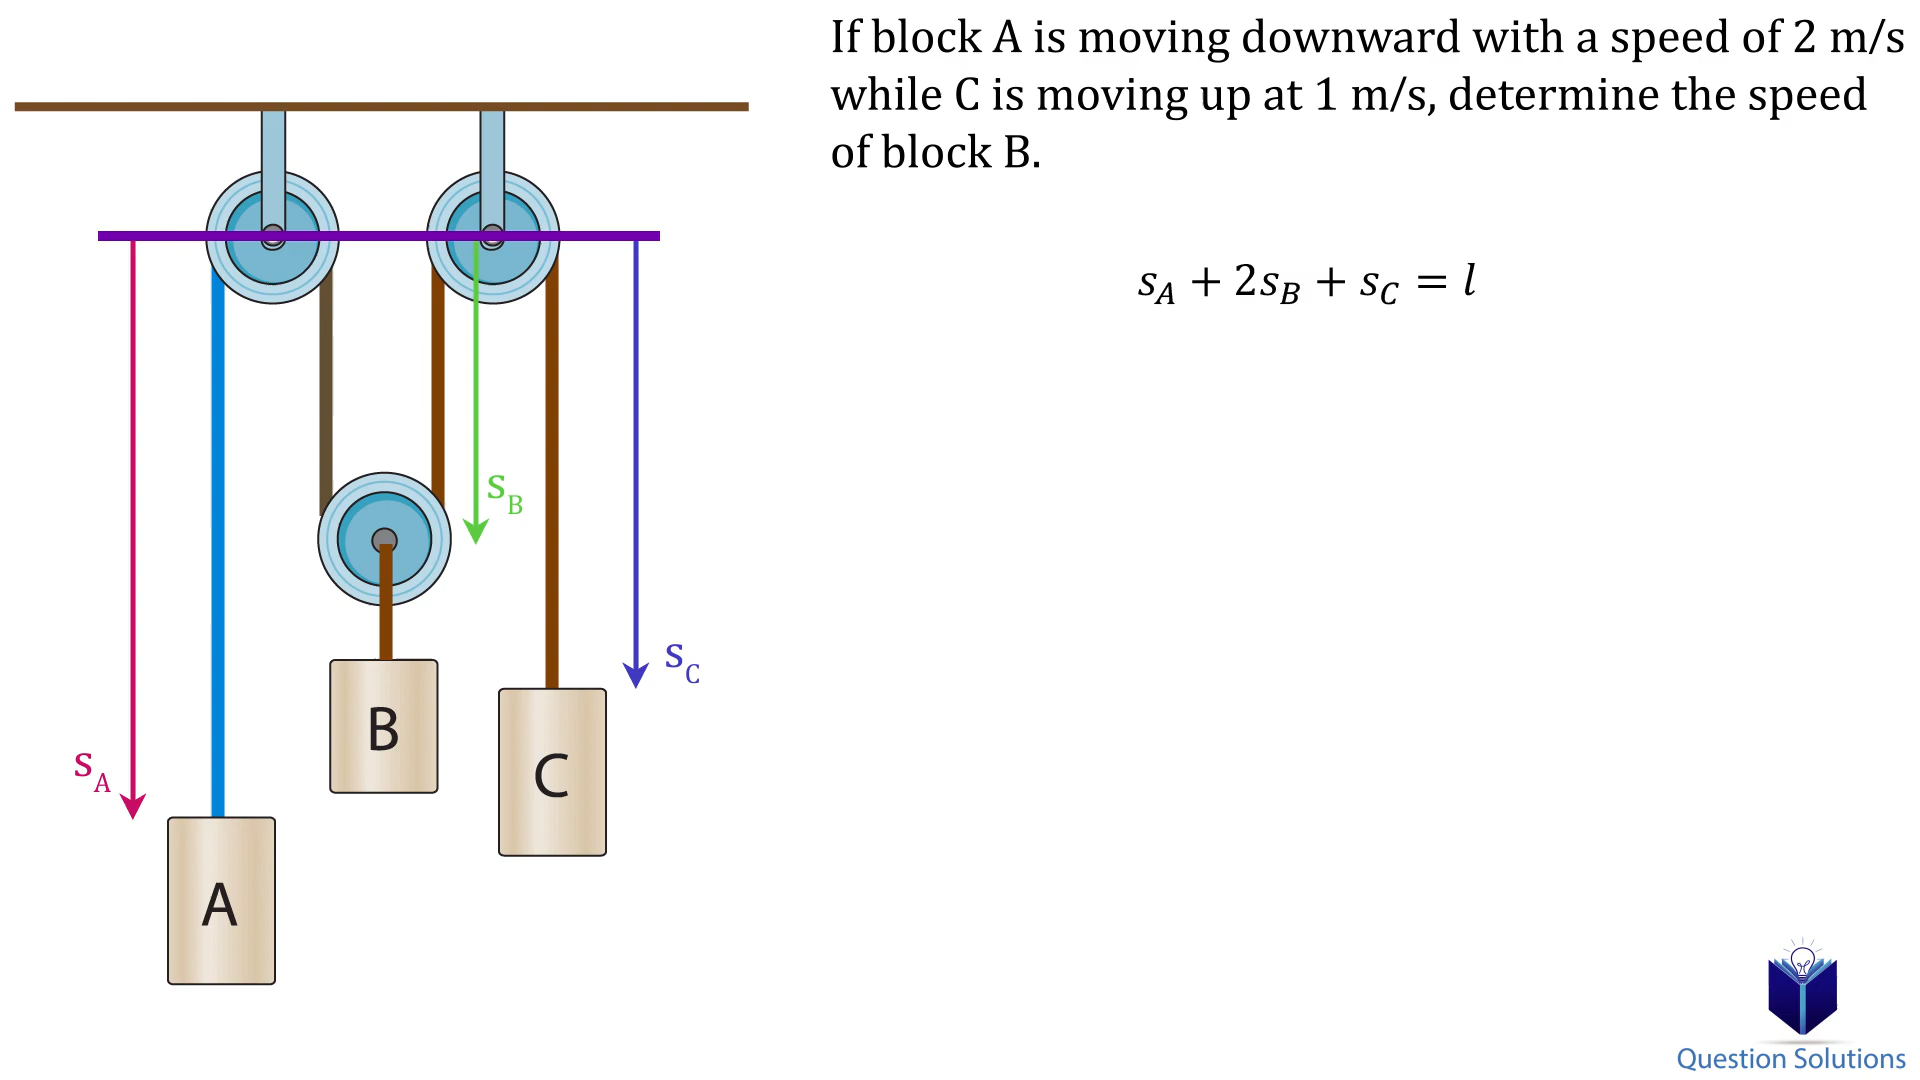 If block A is moving downward with a speed of 2 m/s
while C is moving up at 1 m/s, determine the speed
of block B.
s_A + 2s_B + s_C = l
s_B
s_C
s_A
B
C
A
Question Solutions